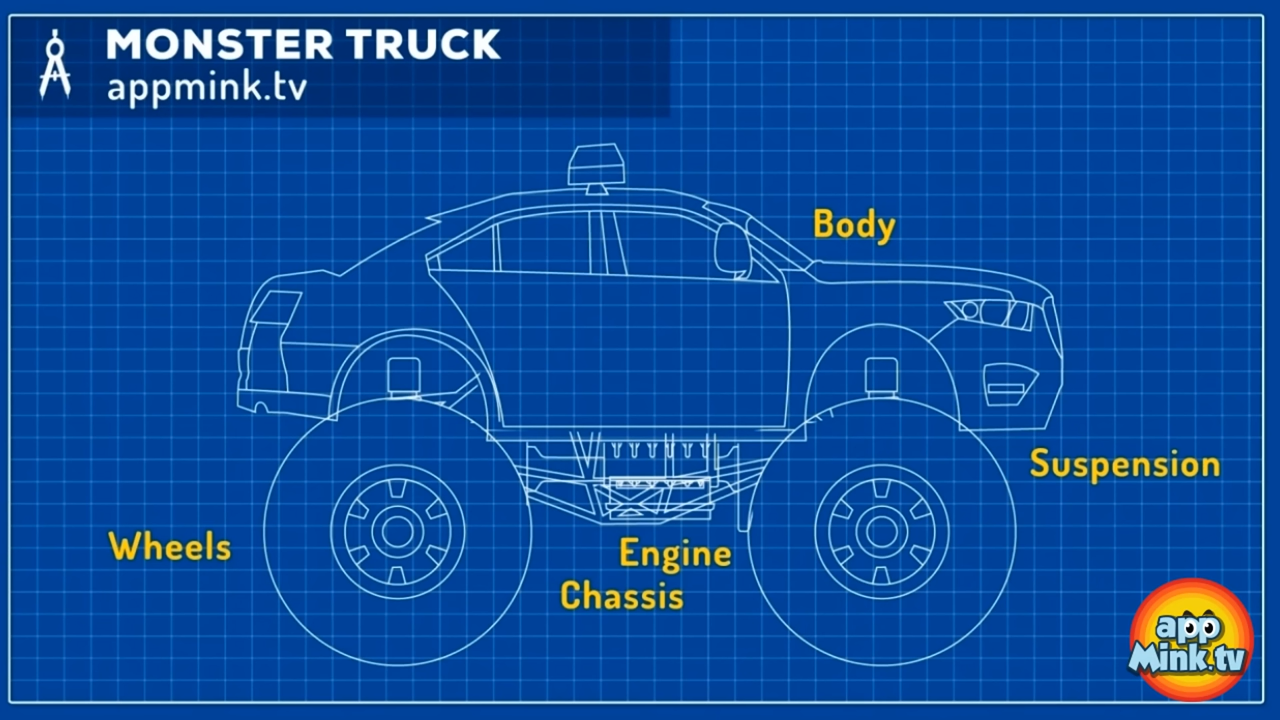 MONSTER TRUCK
appmink.tv
Body
Suspension
Wheels
Engine
Chassis
app
Mink.tv